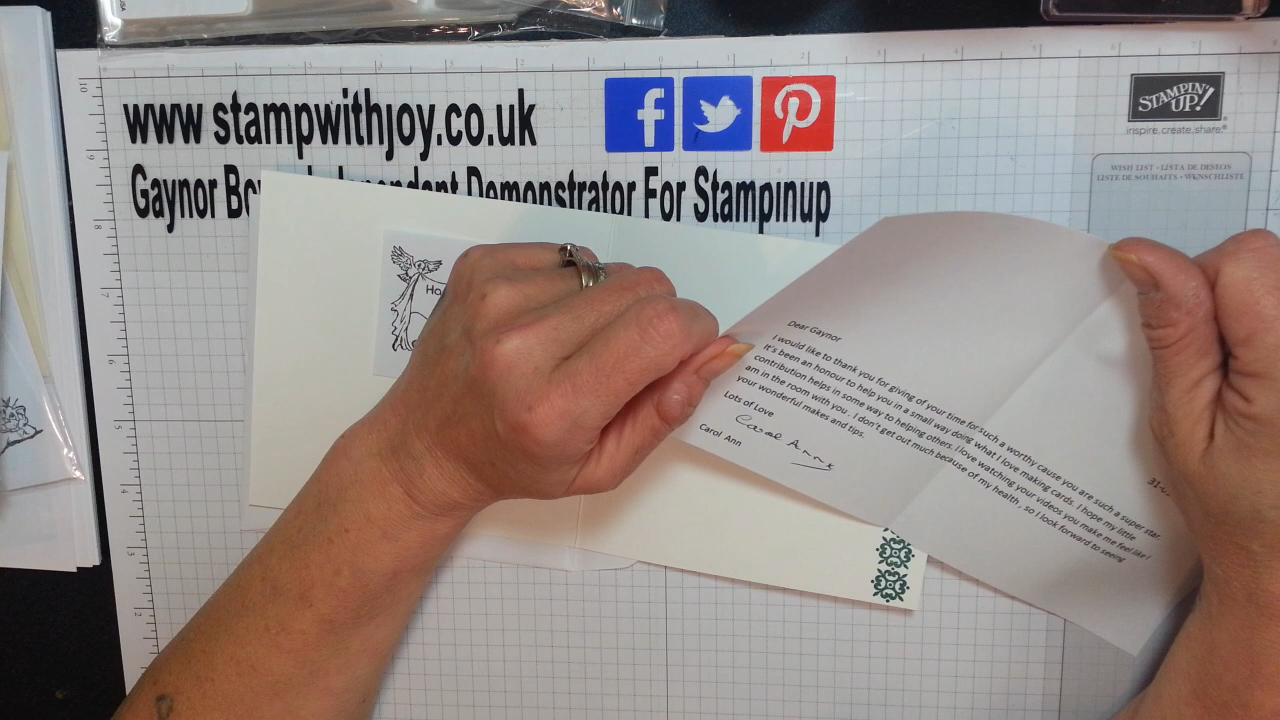 www stampwithjoy.co.uk
Gaynor Demonstrator For Stampinup
STAMPIN' UP!
inspire.create.share.®
WISH LIST • LISTA DE DESEOS
LISTE DE SOUHAITS • WUNSCHLISTE
Dear Gaynor
I would like to thank you for giving of your time for such a worthy cause you are such a super star.
It's been an honour to help you in a small way doing what I love making cards. I hope my little
contribution helps in some way to helping others. I love watching your videos you make me feel like I
am in the room with you . I don't get out much because of my health , so I look forward to seeing
your wonderful makes and tips.
Lots of Love
Carol Ann
Carol Ann